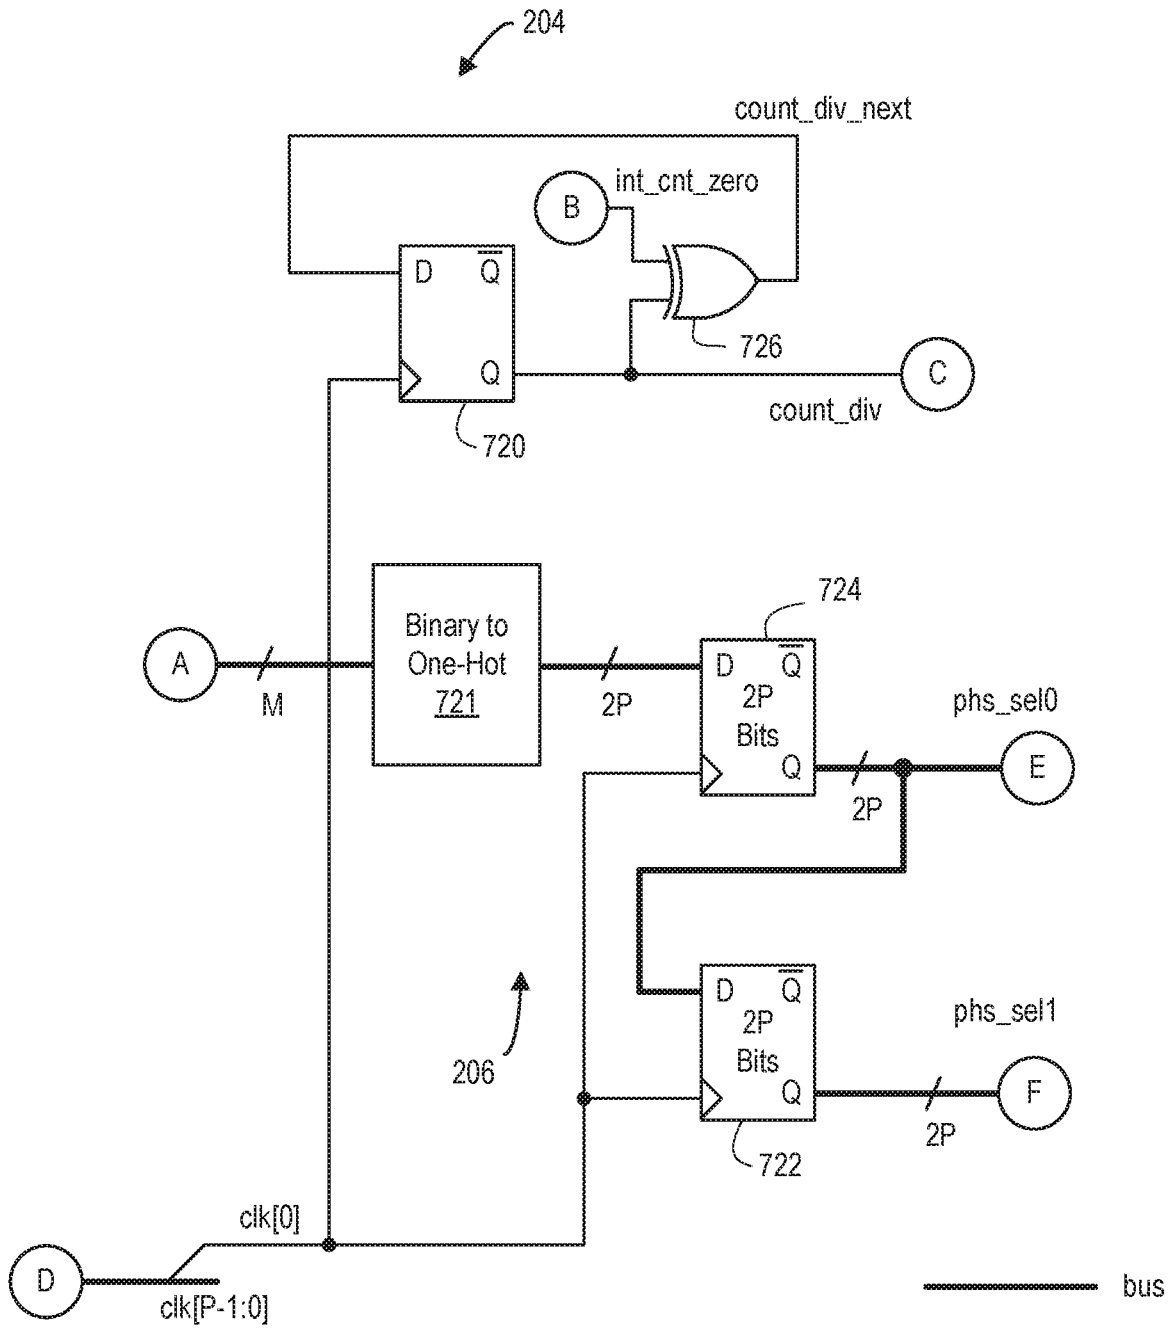 204
count_div_next
B
int_cnt_zero
D
Q
726
Q
C
count_div
720
724
A
Binary to
One-Hot
721
M
2P
D
Q
2P
Bits
Q
phs_sel0
E
2P
D
Q
2P
Bits
Q
phs_sel1
F
2P
206
722
clk[0]
D
clk[P-1:0]
bus